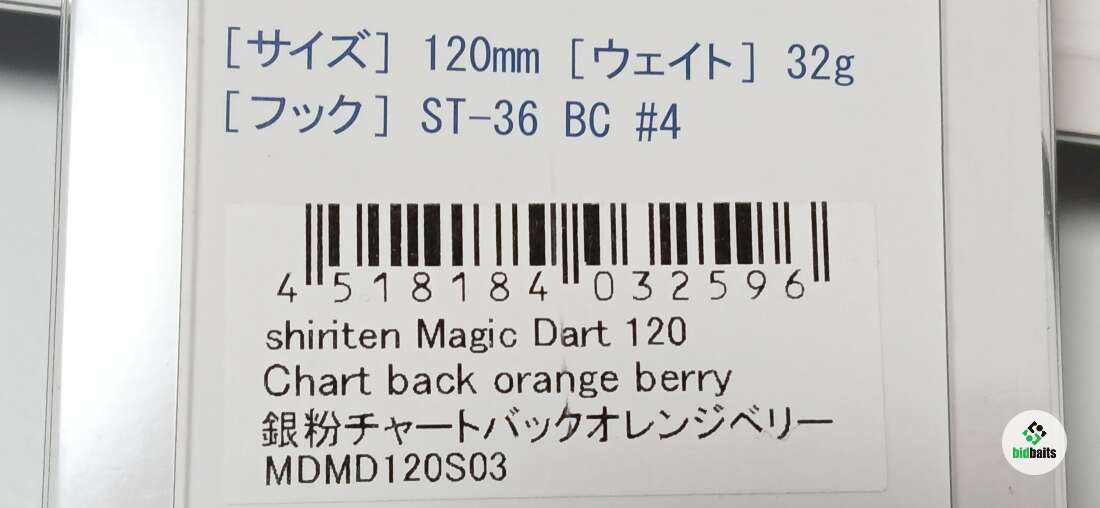 [サイズ] 120mm [ウェイト] 32g
[フック] ST-36 BC #4
4 518184 032596
shiriten Magic Dart 120
Chart back orange berry
銀粉チャートバックオレンジベリー
MDMD120S03
bidbaits